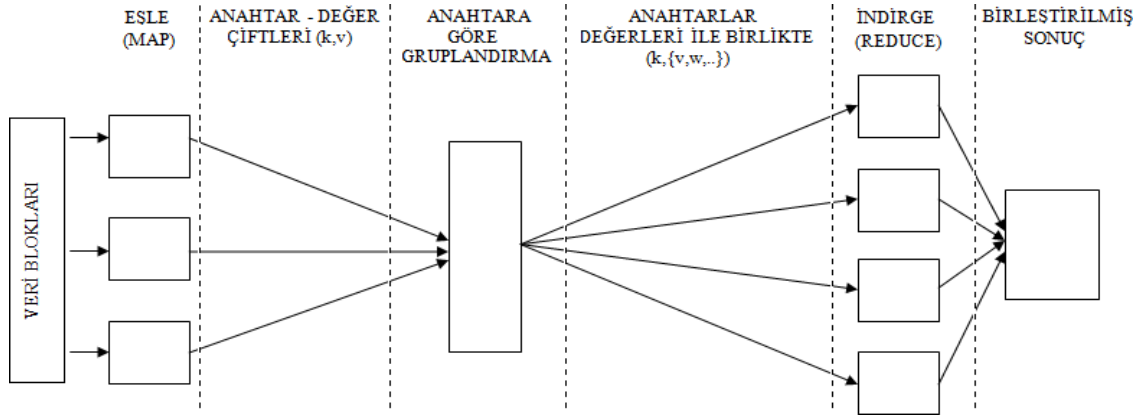 EŞLE
(MAP)
ANAHTAR - DEĞER
ÇİFTLERİ (k,v)
ANAHTARA
GÖRE
GRUPLANDIRMA
ANAHTARLAR
DEĞERLERİ İLE BİRLİKTE
(k,{v,w,..})
İNDİRGE
(REDUCE)
BİRLEŞTİRİLMİŞ
SONUÇ
VERİ BLOKLARI